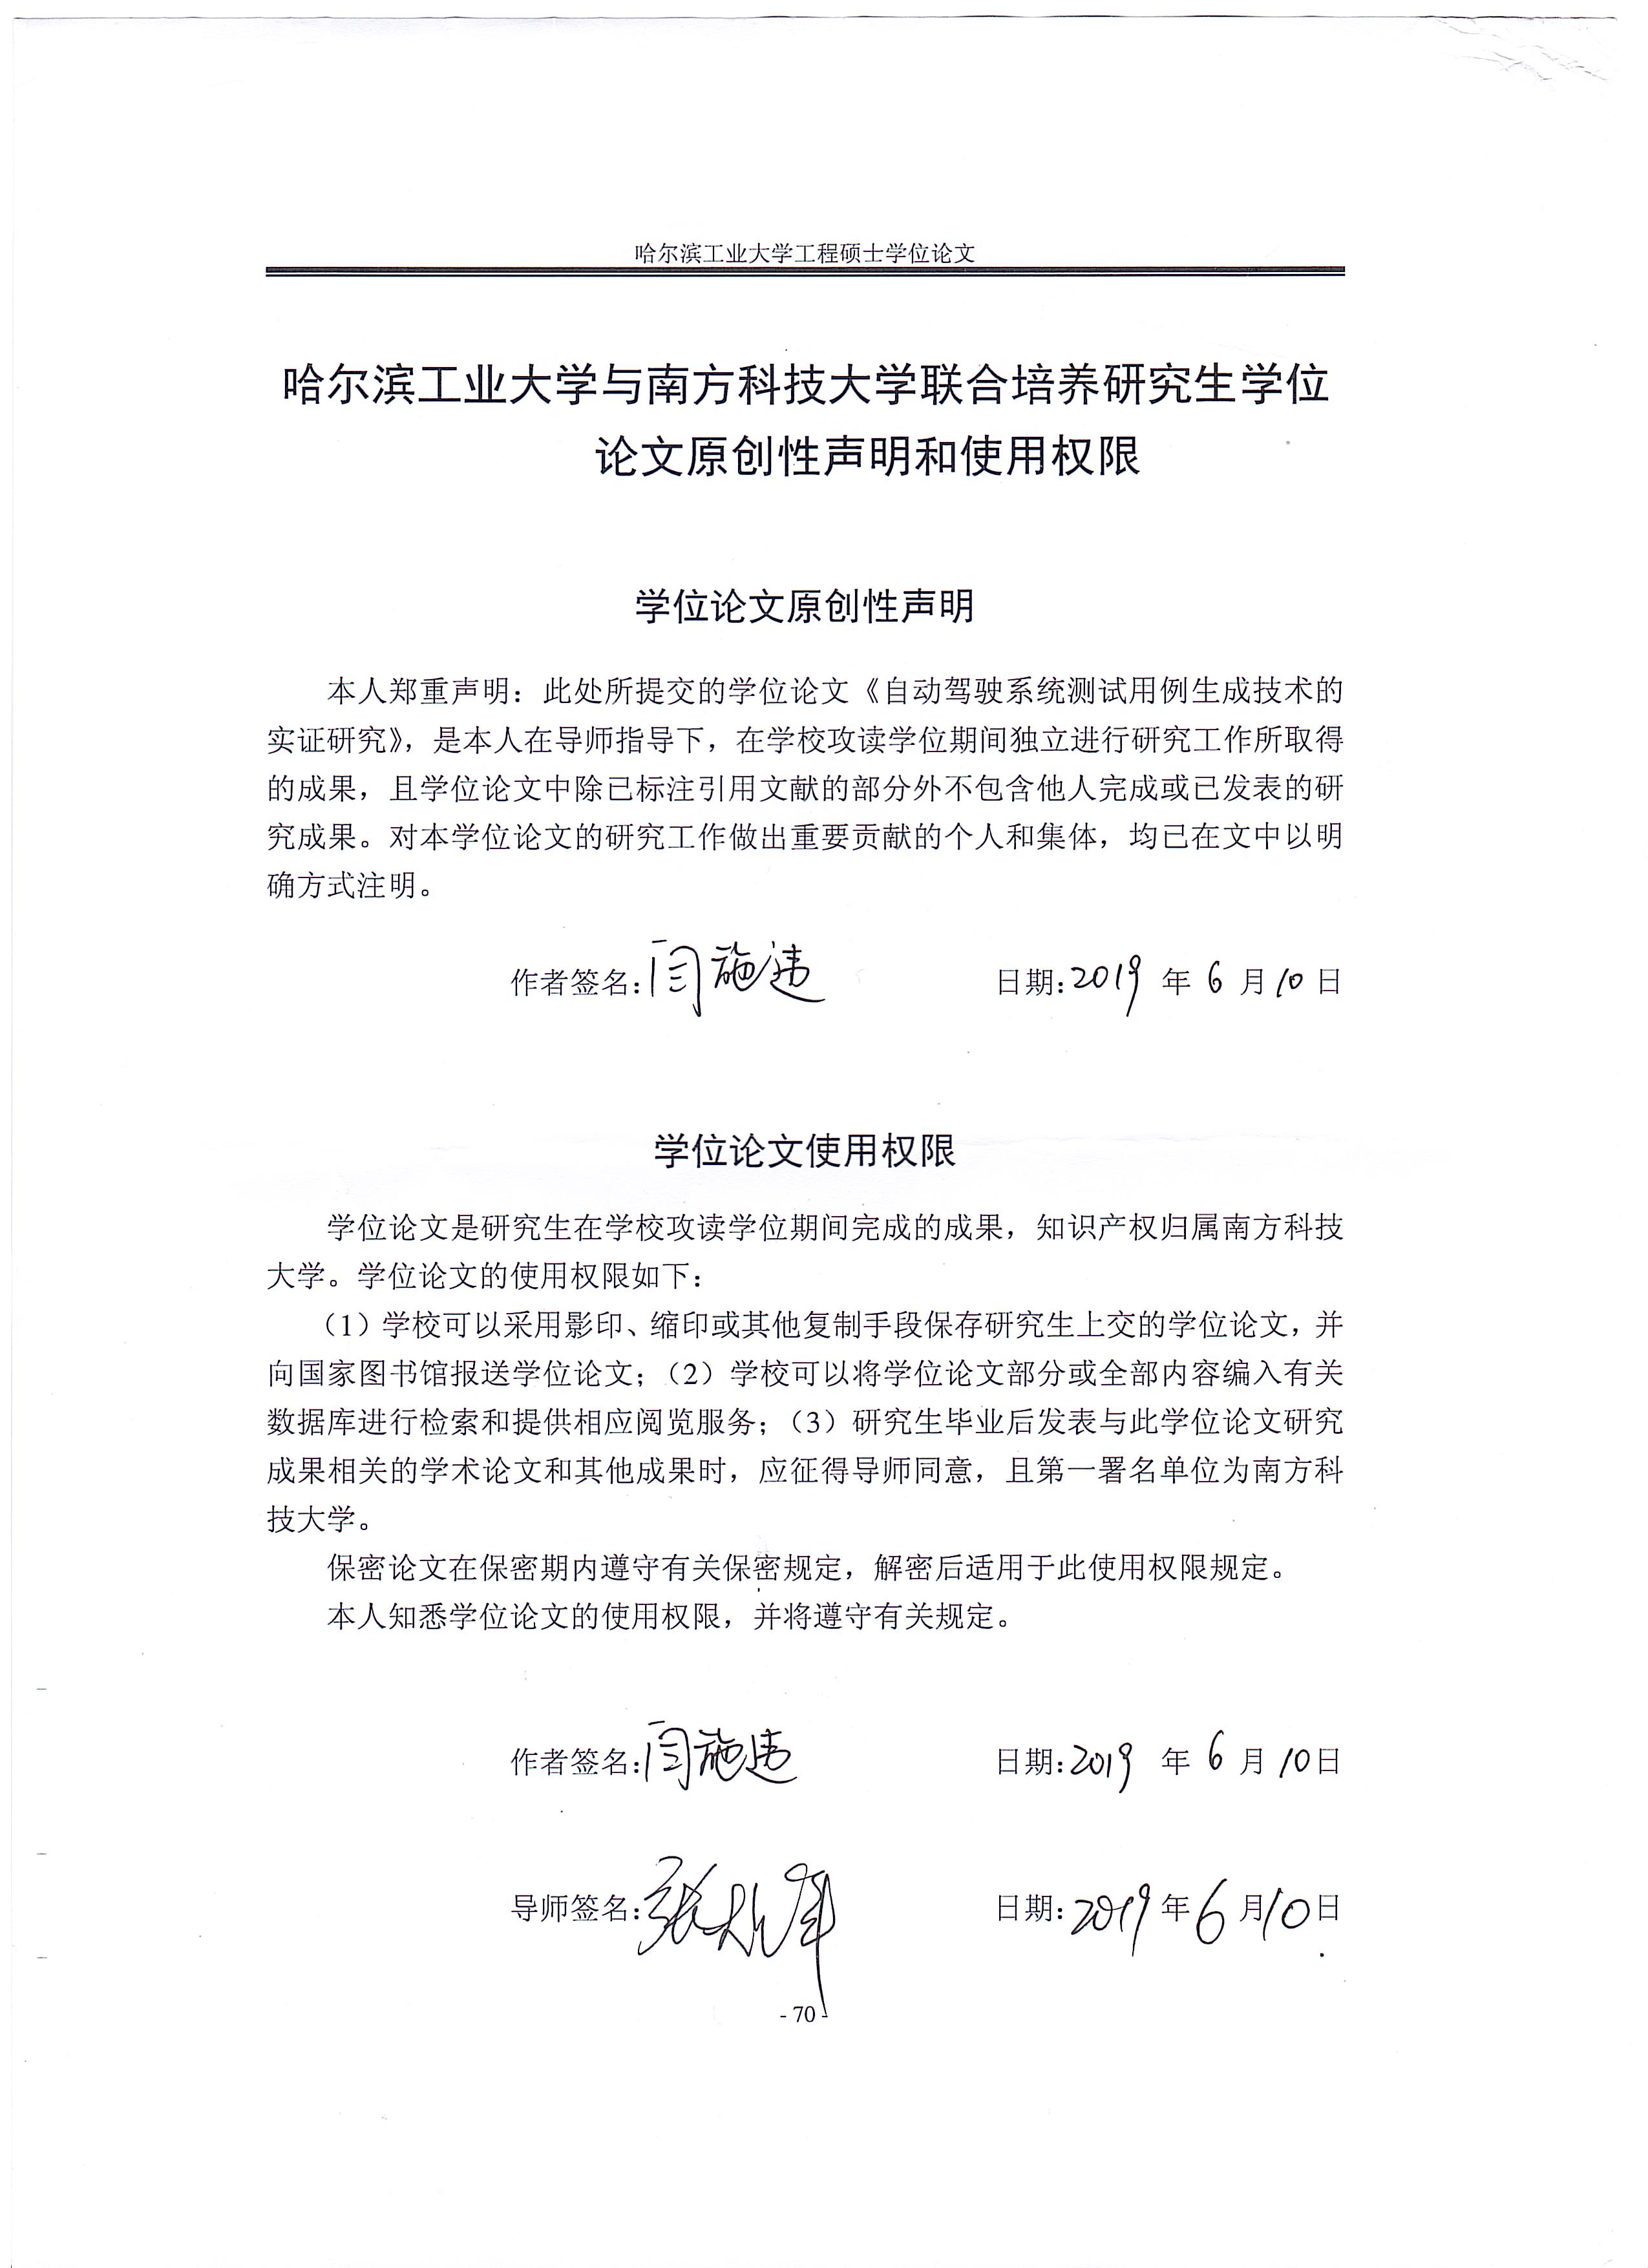 哈尔滨工业大学工程硕士学位论文
哈尔滨工业大学与南方科技大学联合培养研究生学位
论文原创性声明和使用权限
学位论文原创性声明
本人郑重声明：此处所提交的学位论文《自动驾驶系统测试用例生成技术的
实证研究》，是本人在导师指导下，在学校攻读学位期间独立进行研究工作所取得
的成果，且学位论文中除已标注引用文献的部分外不包含他人完成或已发表的研
究成果。对本学位论文的研究工作做出重要贡献的个人和集体，均已在文中以明
确方式注明。
作者签名：闫施违 日期：2019 年 6 月 10 日
学位论文使用权限
学位论文是研究生在学校攻读学位期间完成的成果，知识产权归属南方科技
大学。学位论文的使用权限如下：
（1）学校可以采用影印、缩印或其他复制手段保存研究生上交的学位论文，并
向国家图书馆报送学位论文；（2）学校可以将学位论文部分或全部内容编入有关
数据库进行检索和提供相应阅览服务；（3）研究生毕业后发表与此学位论文研究
成果相关的学术论文和其他成果时，应征得导师同意，且第一署名单位为南方科
技大学。
保密论文在保密期内遵守有关保密规定，解密后适用于此使用权限规定。
本人知悉学位论文的使用权限，并将遵守有关规定。
作者签名：闫施违 日期：2019 年 6 月 10 日
导师签名：张 日期：2019 年 6 月 10 日
- 70 -